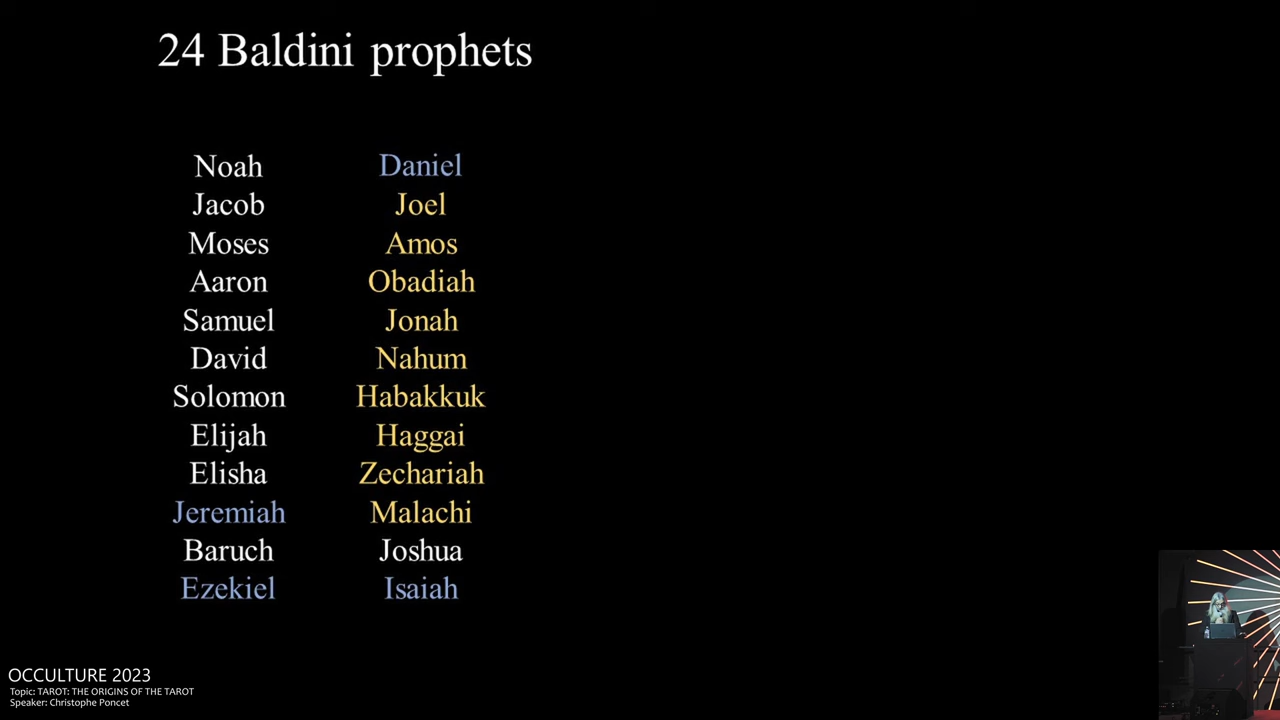 24 Baldini prophets
Noah
Jacob
Moses
Aaron
Samuel
David
Solomon
Elijah
Elisha
Jeremiah
Baruch
Ezekiel
Daniel
Joel
Amos
Obadiah
Jonah
Nahum
Habakkuk
Haggai
Zechariah
Malachi
Joshua
Isaiah
OCCULTURE 2023
Topic: TAROT: THE ORIGINS OF THE TAROT
Speaker: Christophe Poncet